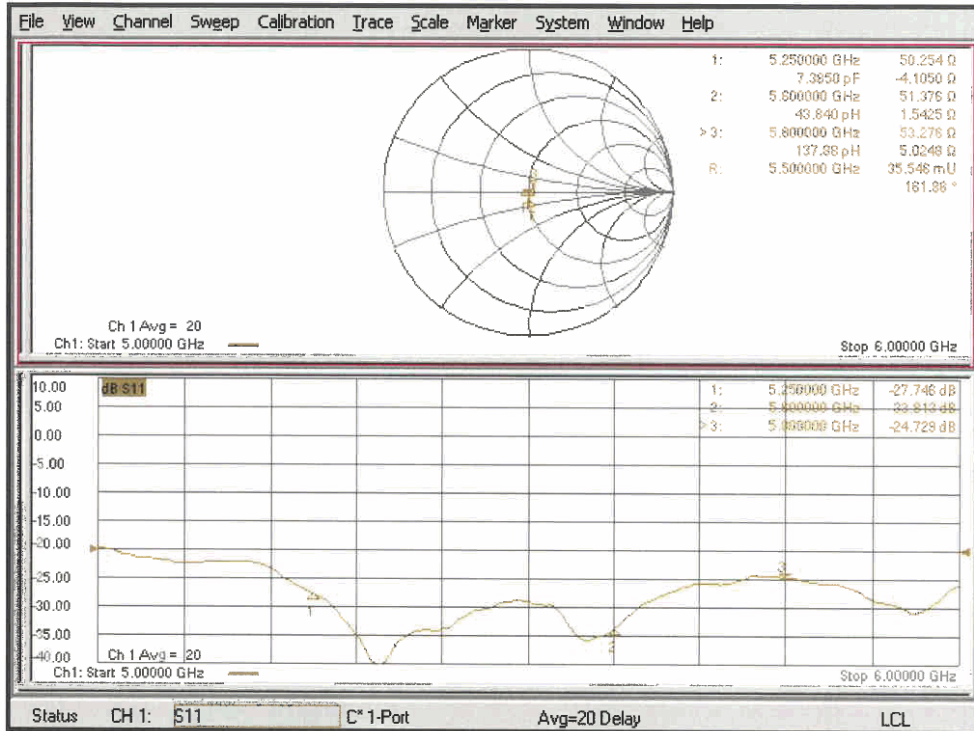 File View Channel Sweep Calibration Trace Scale Marker System Window Help
1: 5.250000 GHz 50.254 Ω
7.3850 pF -4.1050 Ω
2: 5.600000 GHz 51.376 Ω
43.840 pH 1.5425 Ω
> 3: 5.800000 GHz 53.276 Ω
137.88 pH 5.0248 Ω
R: 5.500000 GHz 35.546 mU
161.86 °
Ch 1 Avg = 20
Ch1: Start 5.00000 GHz
Stop 6.00000 GHz
10.00
dB S11
1: 5.250000 GHz -27.746 dB
5.00
2: GHz -33.813 dB
0.00
> 3: GHz -24.729 dB
-5.00
-10.00
-15.00
-20.00
-25.00
3
-30.00
1
-35.00
2
-40.00
Ch 1 Avg = 20
Ch1: Start 5.00000 GHz
Stop 6.00000 GHz
Status CH 1: S11 C* 1-Port Avg=20 Delay LCL